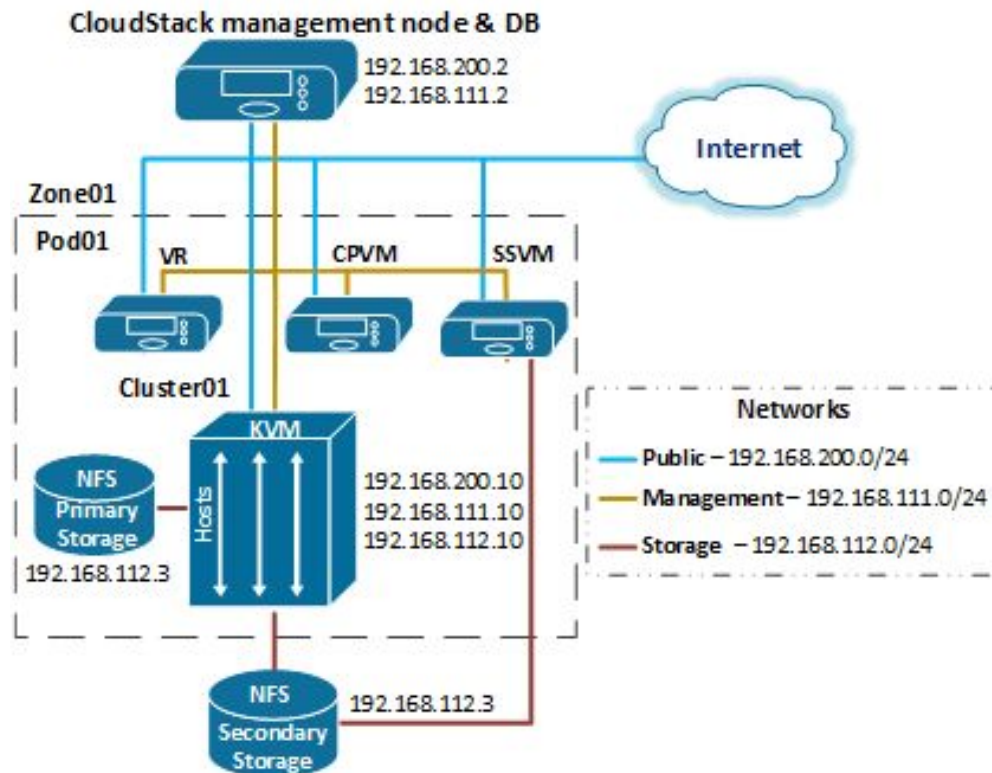 CloudStack management node & DB
192.168.200.2
192.168.111.2
Internet
Zone01
Pod01
VR
CPVM
SSVM
Cluster01
KVM
Hosts
192.168.200.10
192.168.111.10
192.168.112.10
NFS
Primary
Storage
192.168.112.3
NFS
Secondary
Storage
192.168.112.3
Networks
Public – 192.168.200.0/24
Management – 192.168.111.0/24
Storage – 192.168.112.0/24